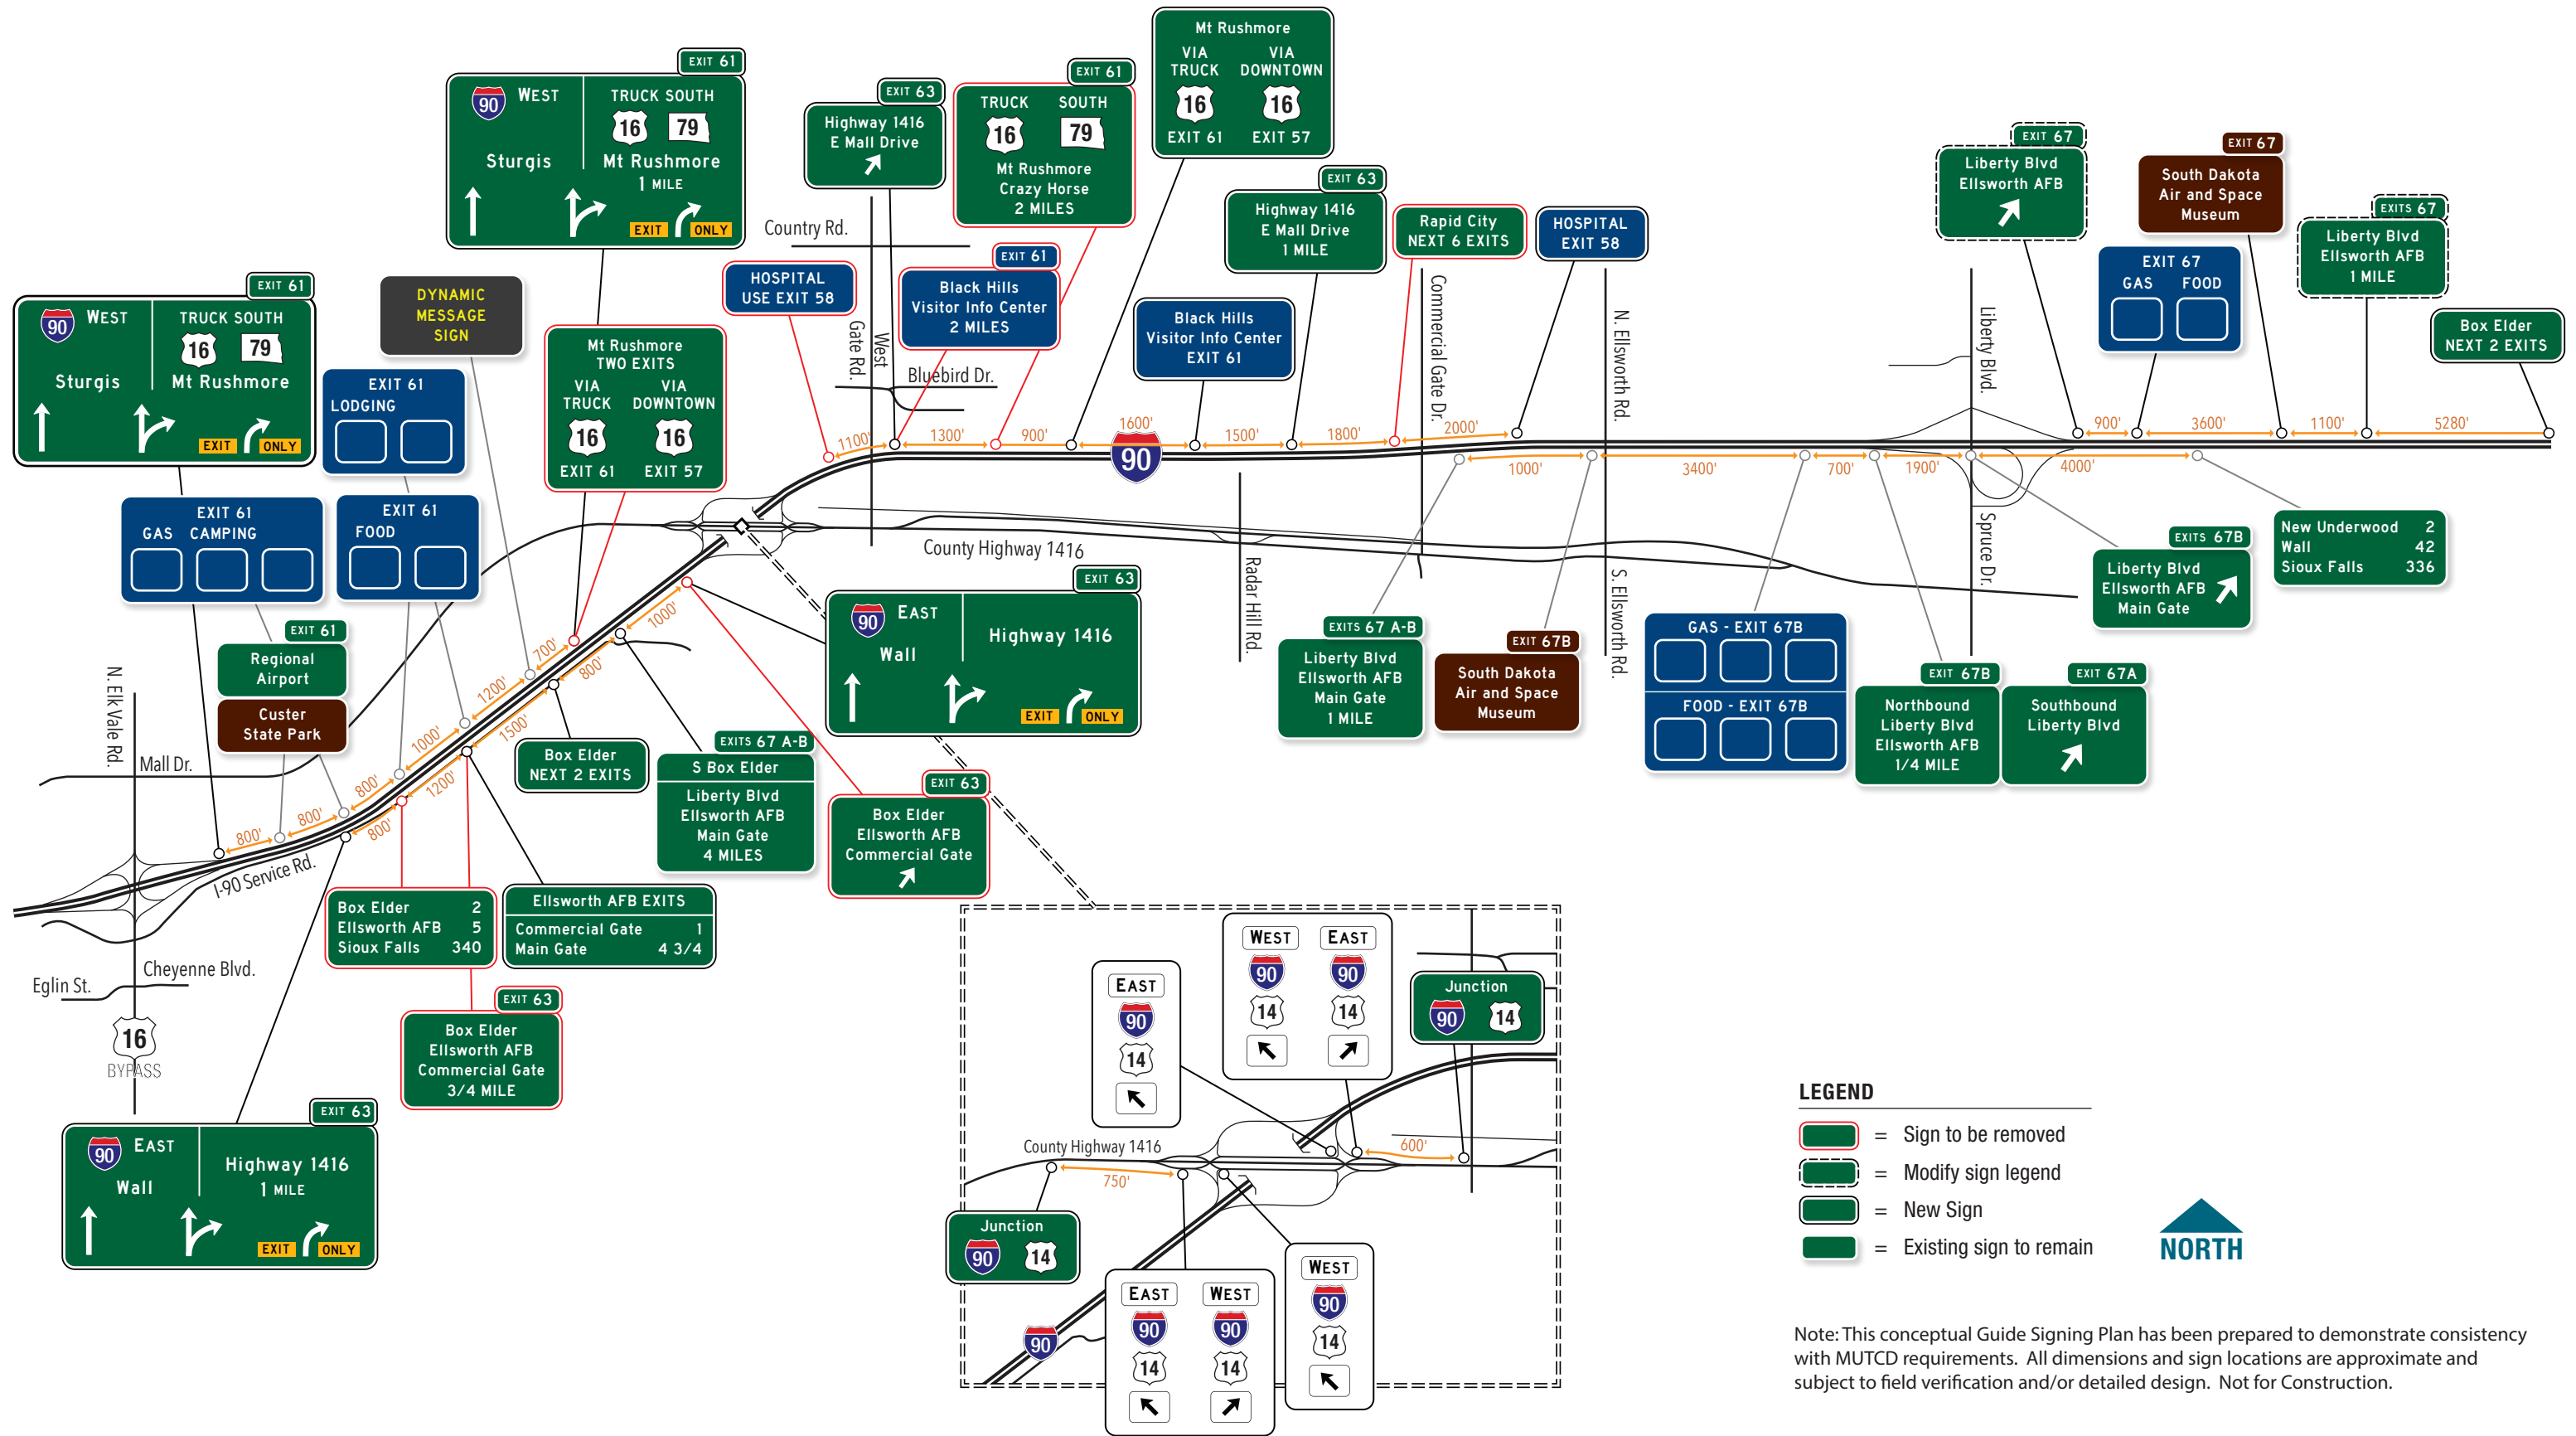 EXIT 61
WEST
90
Sturgis
TRUCK SOUTH
16 79
Mt Rushmore
1 MILE
EXIT ONLY
EXIT 63
Highway 1416
E Mall Drive
EXIT 61
TRUCK SOUTH
16 79
Mt Rushmore
Crazy Horse
2 MILES
Mt Rushmore
VIA VIA
TRUCK DOWNTOWN
16 16
EXIT 61 EXIT 57
EXIT 63
Highway 1416
E Mall Drive
1 MILE
Rapid City
NEXT 6 EXITS
HOSPITAL
EXIT 58
EXIT 67
Liberty Blvd
Ellsworth AFB
EXIT 67
South Dakota
Air and Space
Museum
EXIT 67
GAS FOOD
EXITS 67
Liberty Blvd
Ellsworth AFB
1 MILE
Box Elder
NEXT 2 EXITS
EXIT 61
WEST
90
Sturgis
TRUCK SOUTH
16 79
Mt Rushmore
EXIT ONLY
DYNAMIC
MESSAGE
SIGN
EXIT 61
LODGING
EXIT 61
FOOD
EXIT 61
GAS CAMPING
Mt Rushmore
TWO EXITS
VIA VIA
TRUCK DOWNTOWN
16 16
EXIT 61 EXIT 57
HOSPITAL
USE EXIT 58
EXIT 61
Black Hills
Visitor Info Center
2 MILES
Black Hills
Visitor Info Center
EXIT 61
Country Rd.
West
Gate Rd.
Bluebird Dr.
Commercial Gate Dr.
N. Ellsworth Rd.
Liberty Blvd.
1100'
1300'
900'
1600'
1500'
1800'
2000'
900'
3600'
1100'
5280'
90
1000'
3400'
700'
1900'
4000'
County Highway 1416
Radar Hill Rd.
S. Ellsworth Rd.
Spruce Dr.
EXIT 61
Regional
Airport
Custer
State Park
N. Elk Vale Rd.
Mall Dr.
I-90 Service Rd.
800'
800'
800'
1000'
1200'
700'
800'
1200'
1500'
800'
1000'
EXIT 63
EAST
90
Wall
Highway 1416
EXIT ONLY
EXITS 67 A-B
Liberty Blvd
Ellsworth AFB
Main Gate
1 MILE
EXIT 67B
South Dakota
Air and Space
Museum
GAS - EXIT 67B
FOOD - EXIT 67B
EXIT 67B
Northbound
Liberty Blvd
Ellsworth AFB
1/4 MILE
EXIT 67A
Southbound
Liberty Blvd
EXITS 67B
Liberty Blvd
Ellsworth AFB
Main Gate
New Underwood 2
Wall 42
Sioux Falls 336
Box Elder
NEXT 2 EXITS
EXITS 67 A-B
S Box Elder
Liberty Blvd
Ellsworth AFB
Main Gate
4 MILES
EXIT 63
Box Elder
Ellsworth AFB
Commercial Gate
Box Elder 2
Ellsworth AFB 5
Sioux Falls 340
Ellsworth AFB EXITS
Commercial Gate 1
Main Gate 4 3/4
EXIT 63
Box Elder
Ellsworth AFB
Commercial Gate
3/4 MILE
Cheyenne Blvd.
Eglin St.
16
BYPASS
EXIT 63
EAST
90
Wall
Highway 1416
1 MILE
EXIT ONLY
EAST
90
14
WEST EAST
90 90
14 14
Junction
90 14
County Highway 1416
600'
750'
Junction
90 14
90
EAST WEST
90 90
14 14
WEST
90
14
LEGEND
= Sign to be removed
= Modify sign legend
= New Sign
= Existing sign to remain
NORTH
Note: This conceptual Guide Signing Plan has been prepared to demonstrate consistency
with MUTCD requirements. All dimensions and sign locations are approximate and
subject to field verification and/or detailed design. Not for Construction.